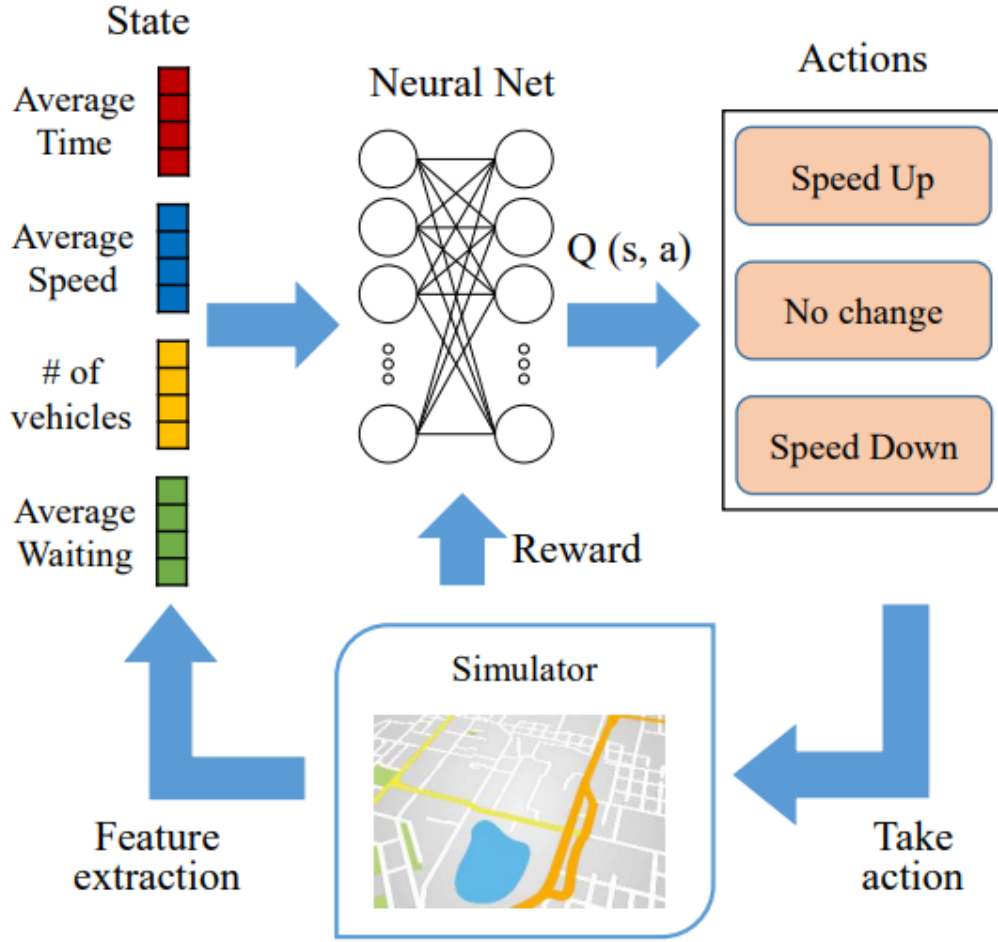 State
Average
Time
Average
Speed
# of
vehicles
Average
Waiting
Neural Net
Q (s, a)
Actions
Speed Up
No change
Speed Down
Reward
Simulator
Feature
extraction
Take
action